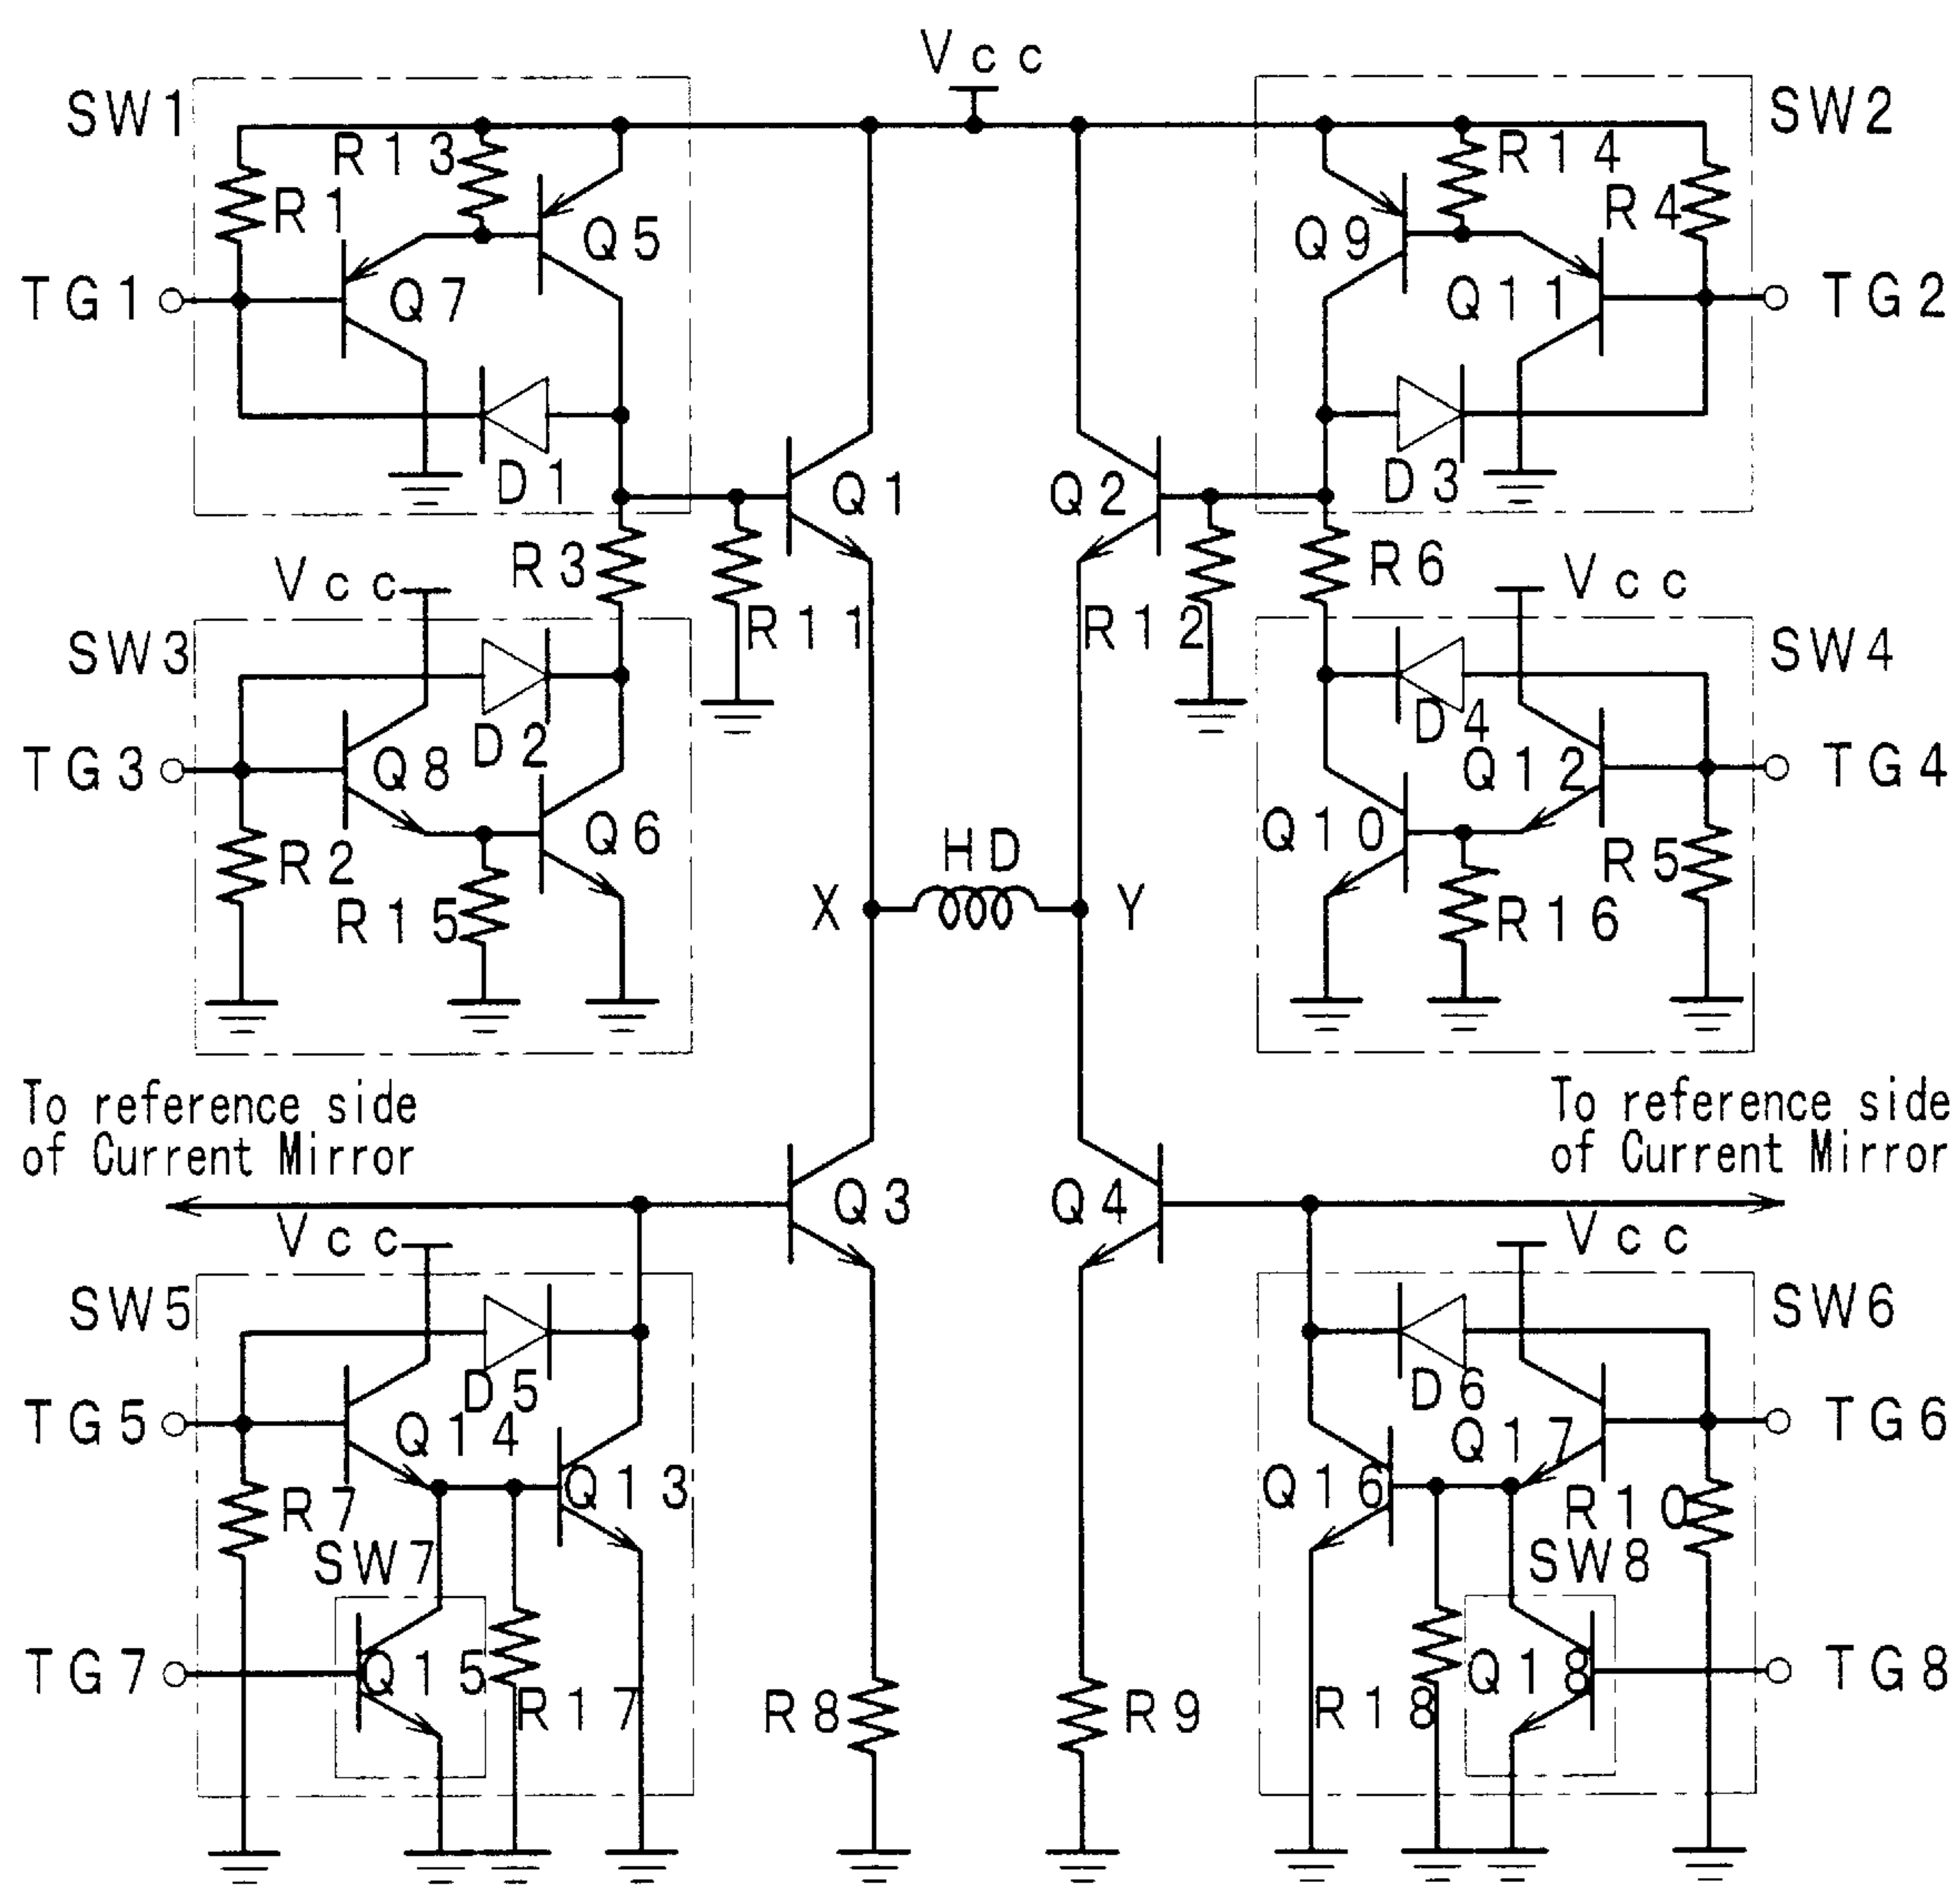 Vcc
SW1
SW2
R13
R14
R1
R4
Q5
Q9
TG1
Q7
Q11
TG2
D1
D3
Q1
Q2
R3
R6
Vcc
Vcc
R11
R12
SW3
SW4
D2
D4
TG3
Q8
Q12
TG4
Q6
Q10
HD
R2
R5
X
Y
R15
R16
To reference side
of Current Mirror
To reference side
of Current Mirror
Q3
Q4
Vcc
Vcc
SW5
SW6
D5
D6
TG5
Q14
Q17
TG6
Q13
Q16
R7
R10
SW7
SW8
TG7
Q15
Q18
TG8
R17
R8
R9
R18